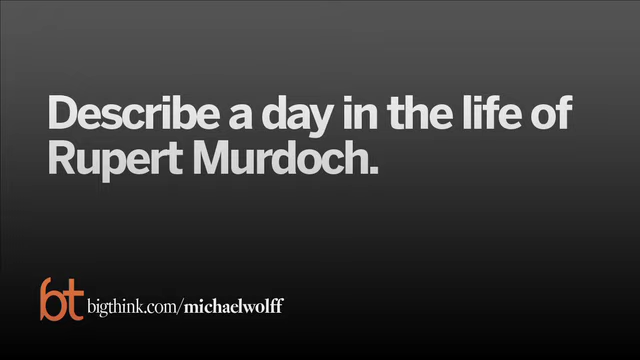 Describe a day in the life of
Rupert Murdoch.
bt bigthink.com/michaelwolff